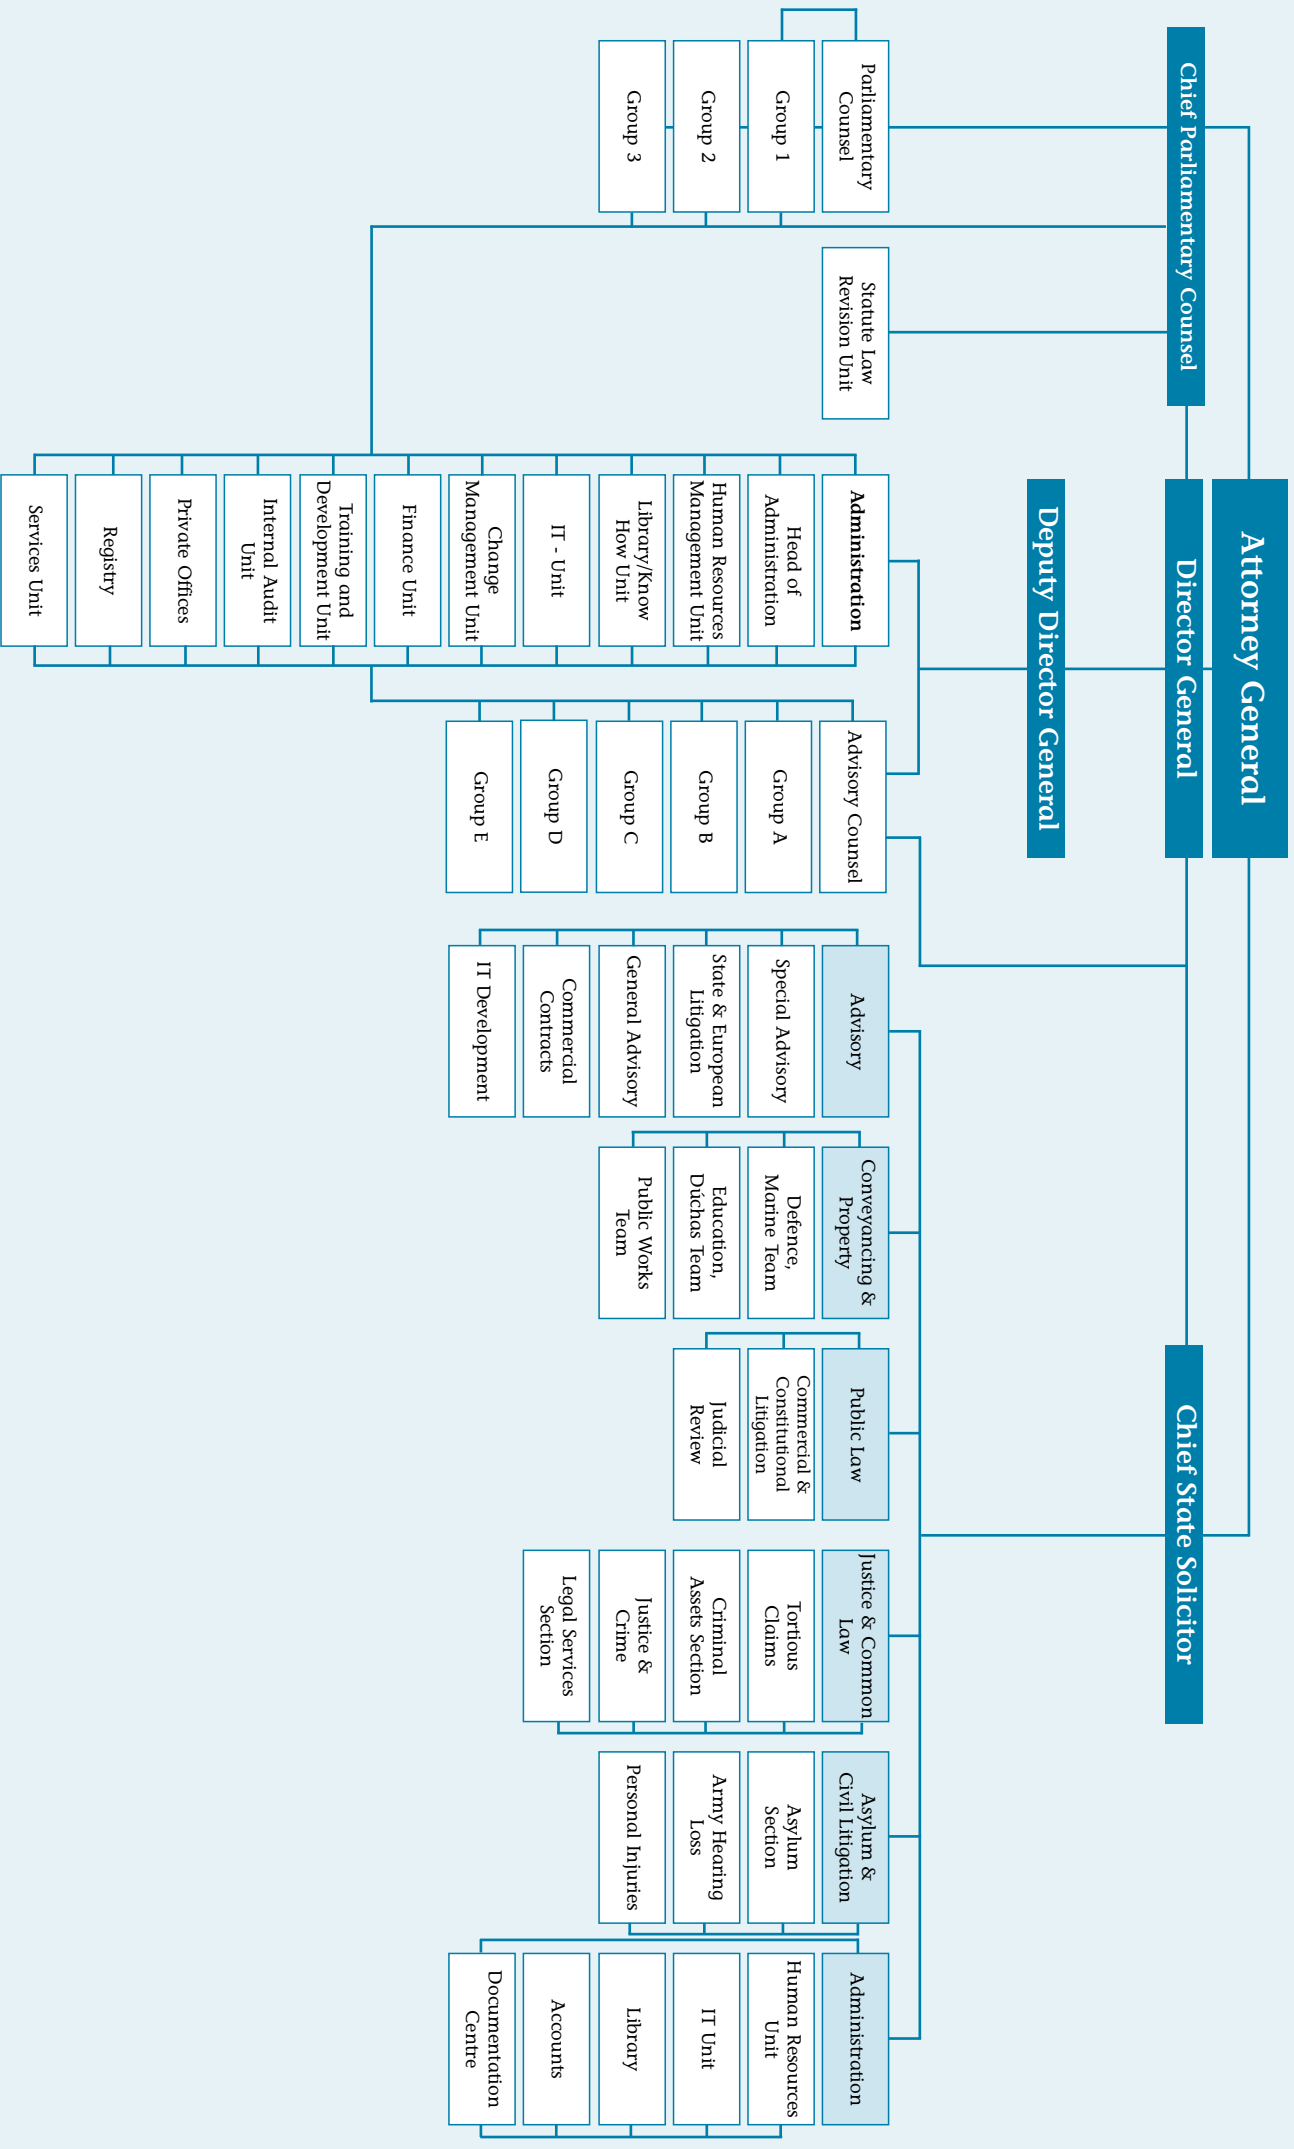 Attorney General
Chief Parliamentary Counsel
Director General
Chief State Solicitor
Deputy Director General
Parliamentary
Counsel
Group 1
Group 2
Group 3
Statute Law
Revision Unit
Administration
Head of
Administration
Human Resources
Management Unit
Library/Know
How Unit
IT - Unit
Change
Management Unit
Finance Unit
Training and
Development Unit
Internal Audit
Unit
Private Offices
Registry
Services Unit
Advisory Counsel
Group A
Group B
Group C
Group D
Group E
Advisory
Special Advisory
State & European
Litigation
General Advisory
Commercial
Contracts
IT Development
Conveyancing &
Property
Defence,
Marine Team
Education,
Dúchas Team
Public Works
Team
Public Law
Commercial &
Constitutional
Litigation
Judicial
Review
Justice & Common
Law
Tortious
Claims
Criminal
Assets Section
Justice &
Crime
Legal Services
Section
Asylum &
Civil Litigation
Asylum
Section
Army Hearing
Loss
Personal Injuries
Administration
Human Resources
Unit
IT Unit
Library
Accounts
Documentation
Centre